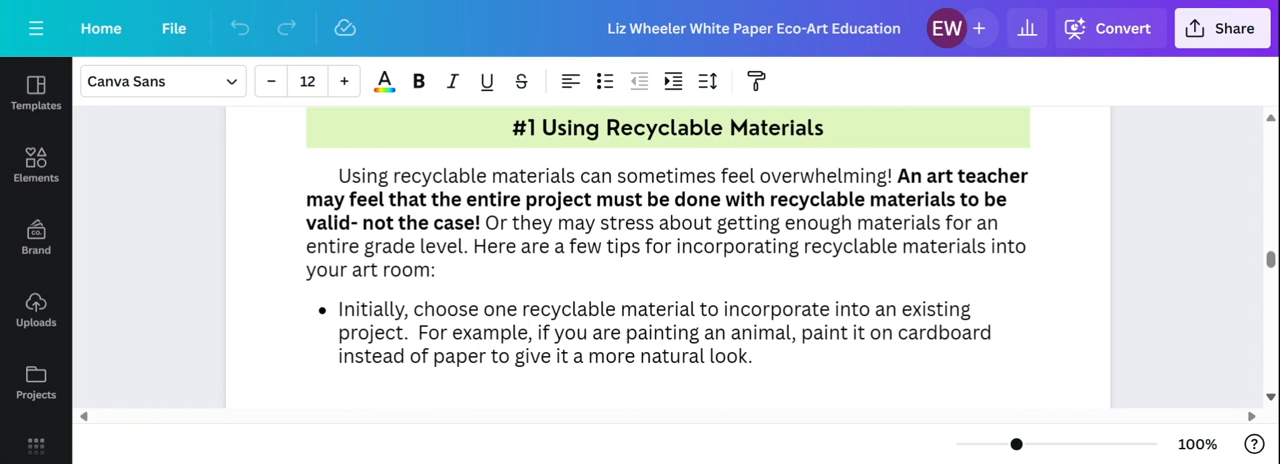 Home File Liz Wheeler White Paper Eco-Art Education EW + Convert Share
Canva Sans - 12 + A B I U S
Templates
Elements
CO.
Brand
Uploads
Projects
#1 Using Recyclable Materials
Using recyclable materials can sometimes feel overwhelming! An art teacher
may feel that the entire project must be done with recyclable materials to be
valid- not the case! Or they may stress about getting enough materials for an
entire grade level. Here are a few tips for incorporating recyclable materials into
your art room:
• Initially, choose one recyclable material to incorporate into an existing
project.  For example, if you are painting an animal, paint it on cardboard
instead of paper to give it a more natural look.
100% ?